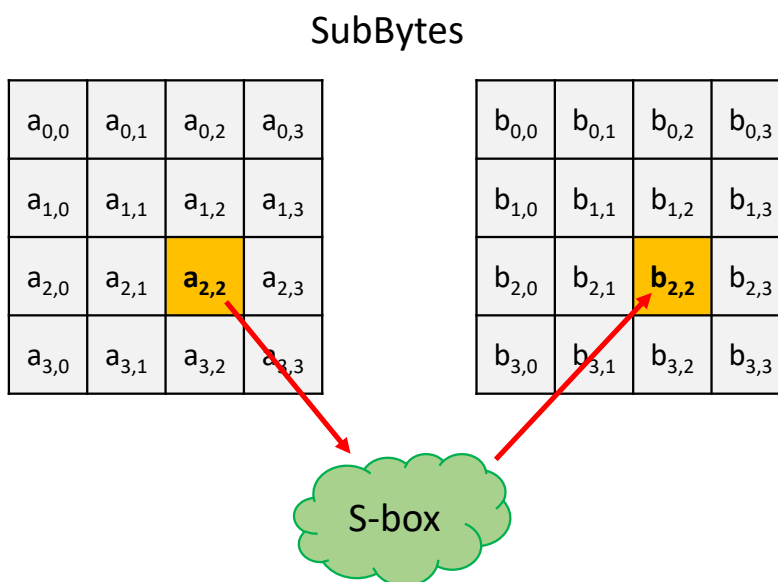 SubBytes
a0,0 a0,1 a0,2 a0,3 b0,0 b0,1 b0,2 b0,3
a1,0 a1,1 a1,2 a1,3 b1,0 b1,1 b1,2 b1,3
a2,0 a2,1 a2,2 a2,3 b2,0 b2,1 b2,2 b2,3
a3,0 a3,1 a3,2 a3,3 b3,0 b3,1 b3,2 b3,3
S-box